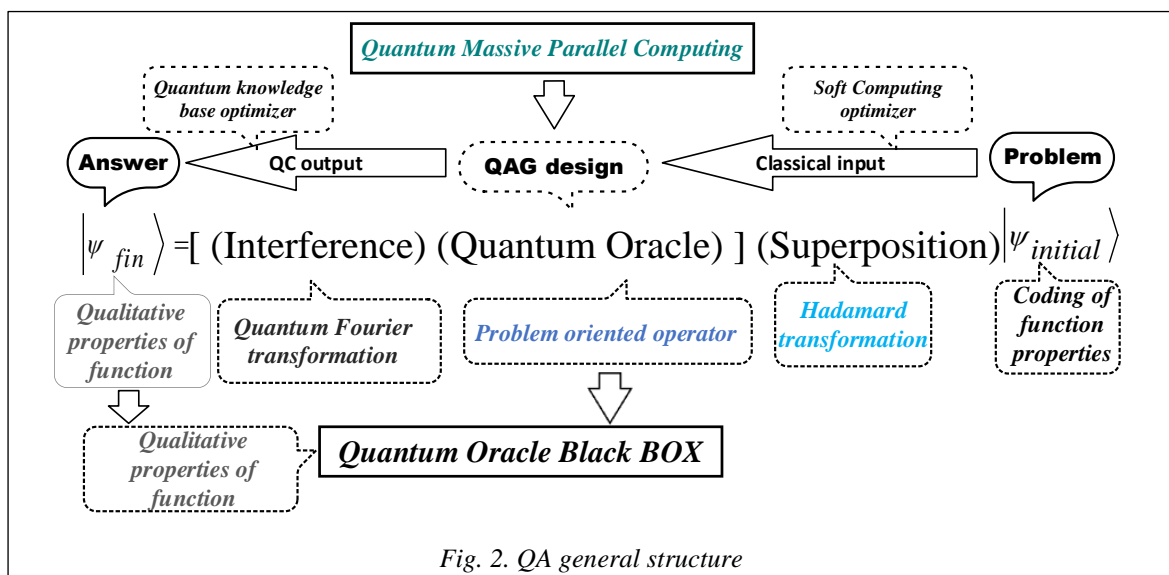 Quantum Massive Parallel Computing
Quantum knowledge
base optimizer
Soft Computing
optimizer
Answer
QC output
QAG design
Classical input
Problem
|ψ fin⟩ =[ (Interference) (Quantum Oracle) ] (Superposition)|ψ initial⟩
Qualitative
properties of
function
Quantum Fourier
transformation
Problem oriented operator
Hadamard
transformation
Coding of
function
properties
Qualitative
properties of
function
Quantum Oracle Black BOX
Fig. 2. QA general structure